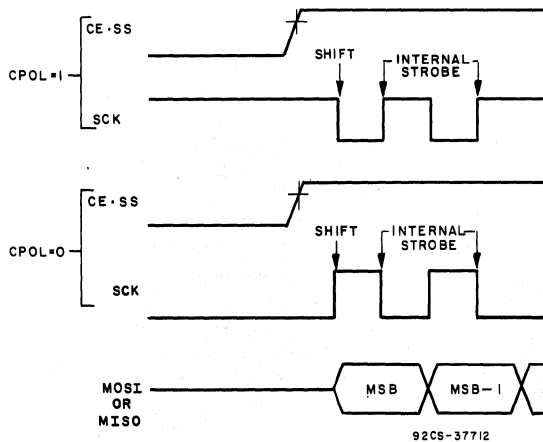 CE·SS
SHIFT
INTERNAL
STROBE
CPOL=1
SCK
CE·SS
SHIFT
INTERNAL
STROBE
CPOL=0
SCK
MOSI
OR
MISO
MSB
MSB-1
92CS-37712